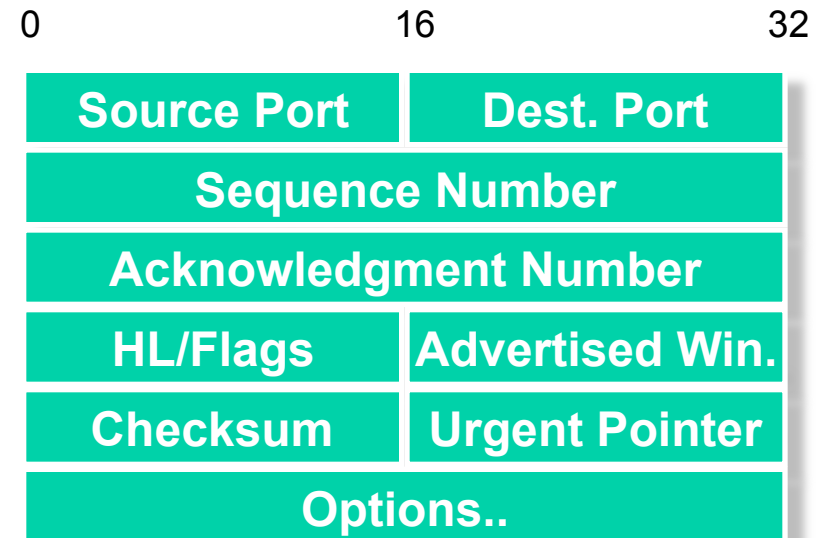 0 16 32
Source Port Dest. Port
Sequence Number
Acknowledgment Number
HL/Flags Advertised Win.
Checksum Urgent Pointer
Options..